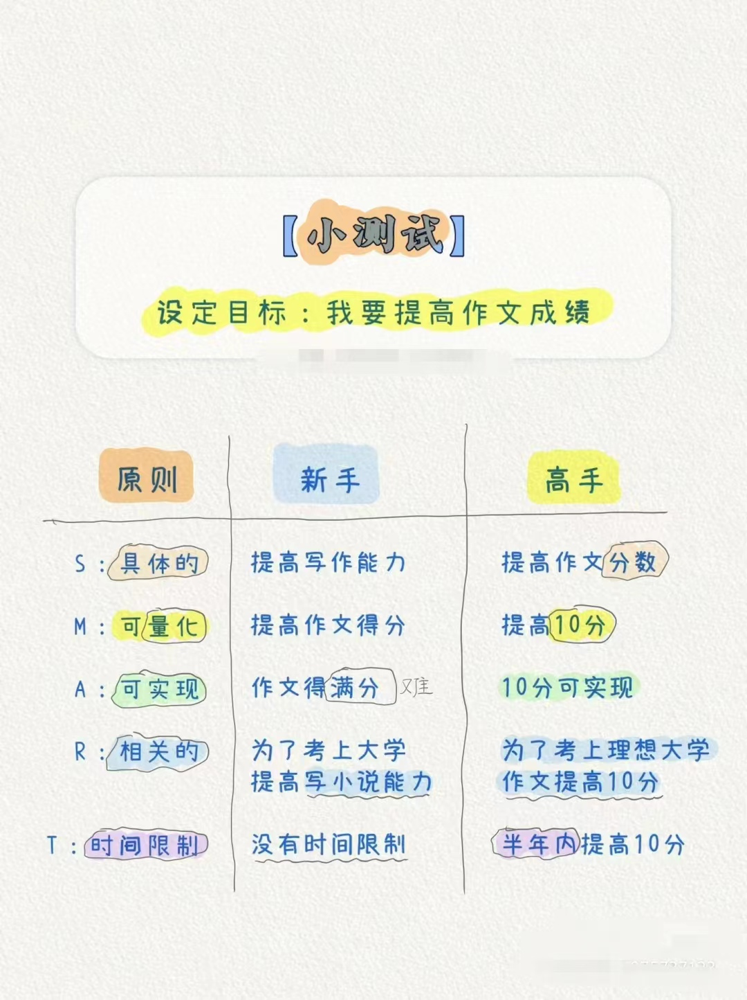 【小测试】
设定目标：我要提高作文成绩
原则 新手 高手
S：具体的 提高写作能力 提高作文分数
M：可量化 提高作文得分 提高10分
A：可实现 作文得满分 难 10分可实现
R：相关的 为了考上大学 为了考上理想大学
提高写小说能力 作文提高10分
T：时间限制 没有时间限制 半年内提高10分